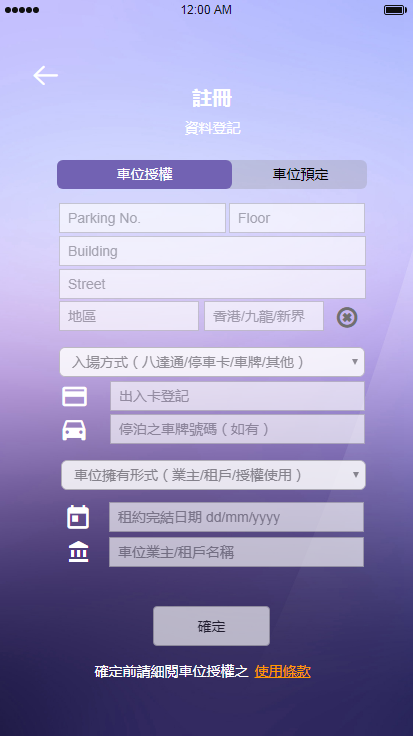 12:00 AM
註冊
資料登記
車位授權 車位預定
Parking No. Floor
Building
Street
地區 香港/九龍/新界
入場方式（八達通/停車卡/車牌/其他）
出入卡登記
停泊之車牌號碼（如有）
車位擁有形式（業主/租戶/授權使用）
租約完結日期 dd/mm/yyyy
車位業主/租戶名稱
確定
確定前請細閱車位授權之 使用條款